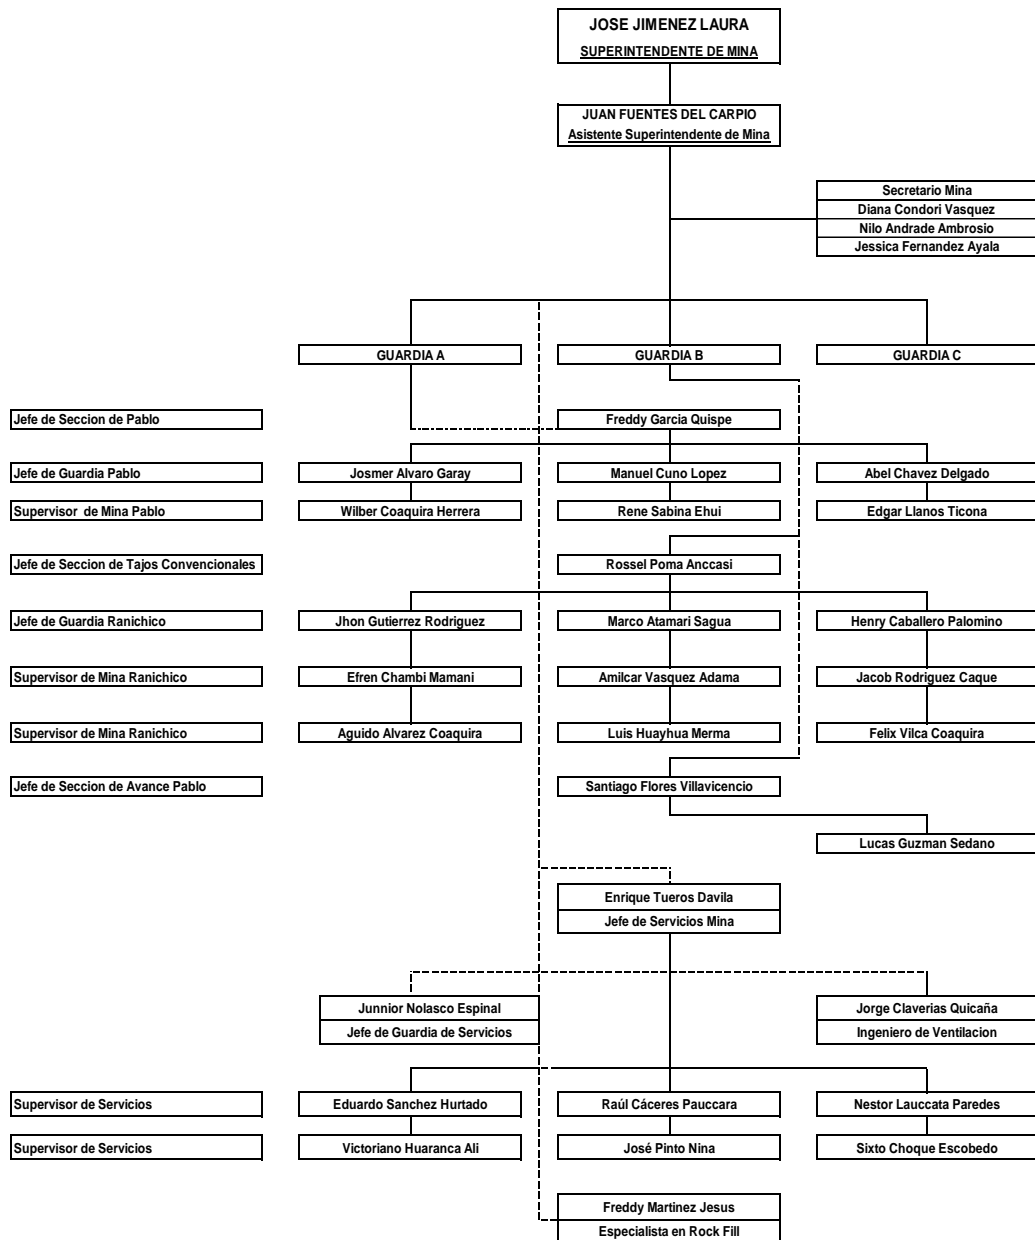 JOSE JIMENEZ LAURA
SUPERINTENDENTE DE MINA
JUAN FUENTES DEL CARPIO
Asistente Superintendente de Mina
Secretario Mina
Diana Condori Vasquez
Nilo Andrade Ambrosio
Jessica Fernandez Ayala
GUARDIA A
GUARDIA B
GUARDIA C
Jefe de Seccion de Pablo
Freddy Garcia Quispe
Jefe de Guardia Pablo
Josmer Alvaro Garay
Manuel Cuno Lopez
Abel Chavez Delgado
Supervisor de Mina Pablo
Wilber Coaquira Herrera
Rene Sabina Ehui
Edgar Llanos Ticona
Jefe de Seccion de Tajos Convencionales
Rossel Poma Anccasi
Jefe de Guardia Ranichico
Jhon Gutierrez Rodriguez
Marco Atamari Sagua
Henry Caballero Palomino
Supervisor de Mina Ranichico
Efren Chambi Mamani
Amilcar Vasquez Adama
Jacob Rodriguez Caque
Supervisor de Mina Ranichico
Aguido Alvarez Coaquira
Luis Huayhua Merma
Felix Vilca Coaquira
Jefe de Seccion de Avance Pablo
Santiago Flores Villavicencio
Lucas Guzman Sedano
Enrique Tueros Davila
Jefe de Servicios Mina
Junnior Nolasco Espinal
Jefe de Guardia de Servicios
Jorge Claverias Quicaña
Ingeniero de Ventilacion
Supervisor de Servicios
Eduardo Sanchez Hurtado
Raúl Cáceres Pauccara
Nestor Lauccata Paredes
Supervisor de Servicios
Victoriano Huaranca Ali
José Pinto Nina
Sixto Choque Escobedo
Freddy Martinez Jesus
Especialista en Rock Fill